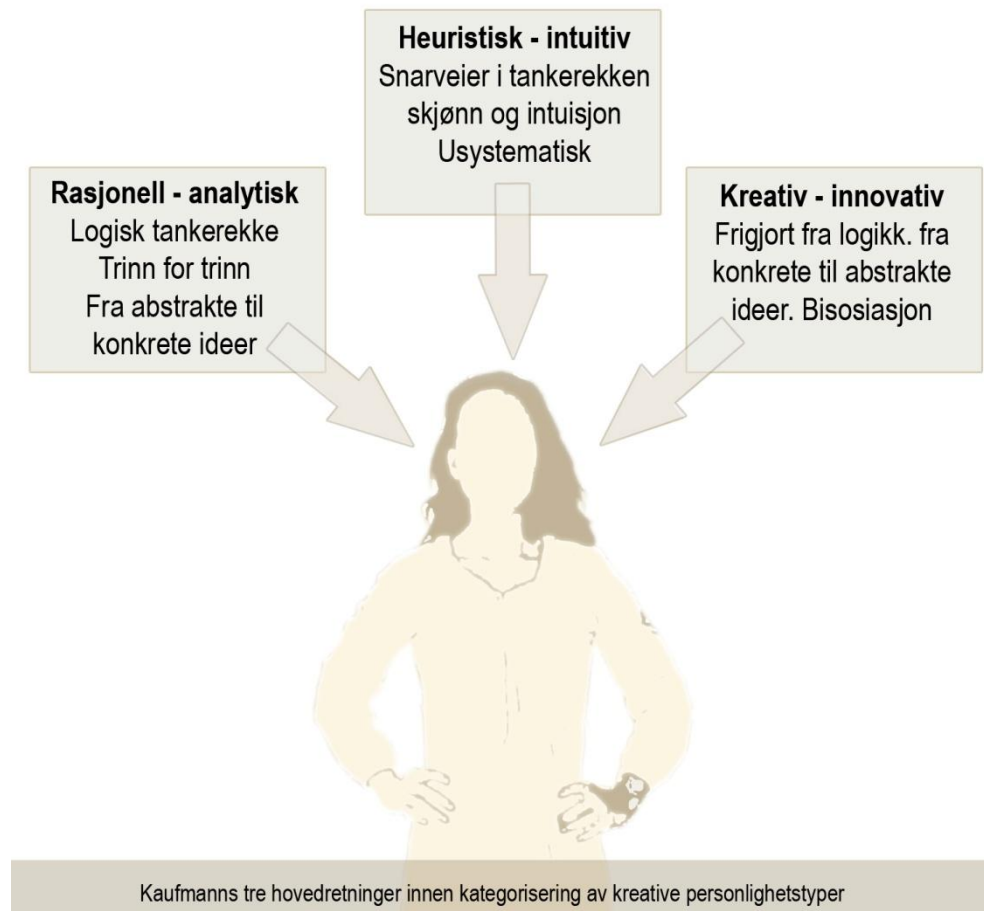 Heuristisk - intuitiv
Snarveier i tankerekken
skjønn og intuisjon
Usystematisk
Rasjonell - analytisk
Logisk tankerekke
Trinn for trinn
Fra abstrakte til
konkrete ideer
Kreativ - innovativ
Frigjort fra logikk. fra
konkrete til abstrakte
ideer. Bisosiasjon
Kaufmanns tre hovedretninger innen kategorisering av kreative personlighetstyper